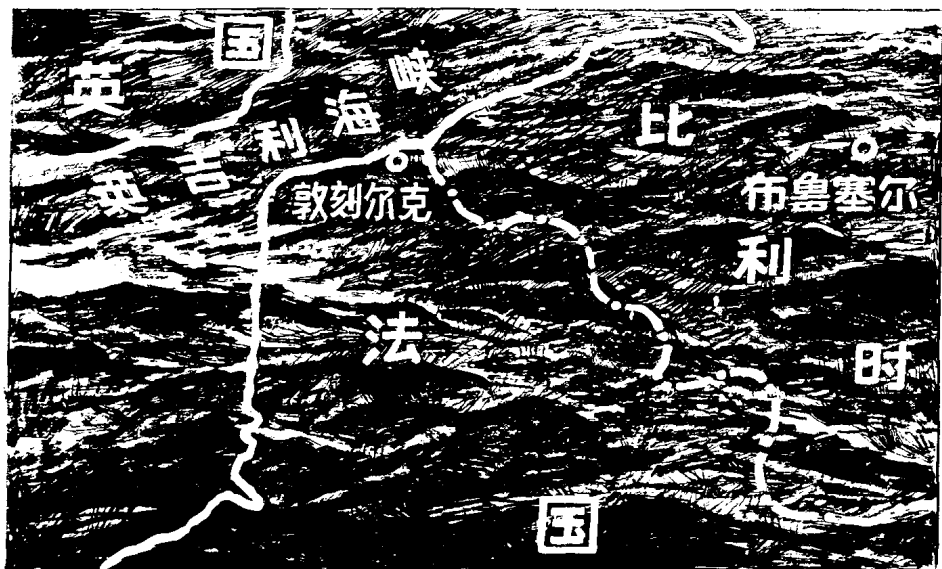 英国
英吉利海峡
敦刻尔克
比利时
布鲁塞尔
法国